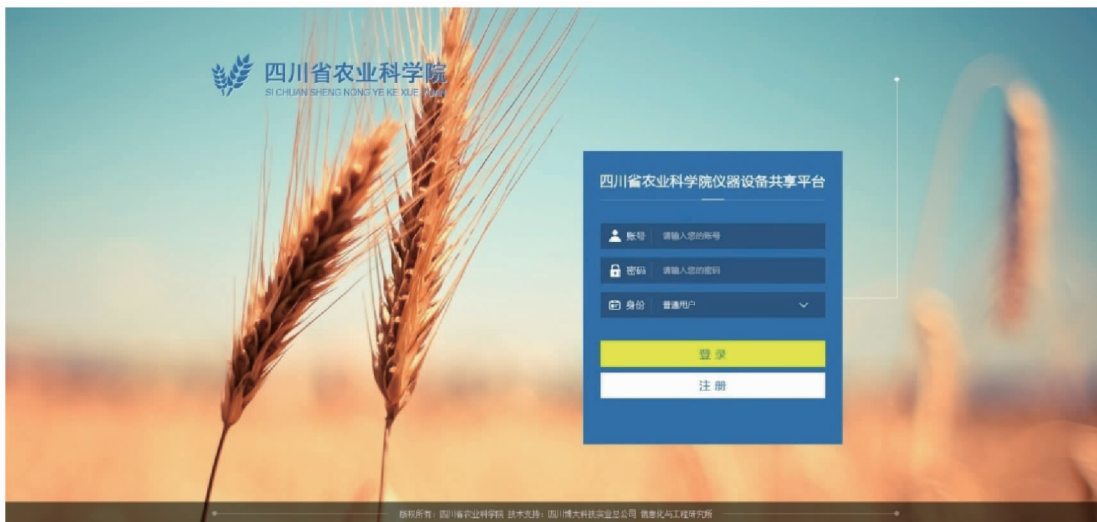 四川省农业科学院
SI CHUAN SHENG NONG YE KE XUE YUAN
四川省农业科学院仪器设备共享平台
账号 请输入您的账号
密码 请输入您的密码
身份 普通用户
登录
注册
版权所有：四川省农业科学院 技术支持：四川博大科技实业总公司 信息化与工程研究所